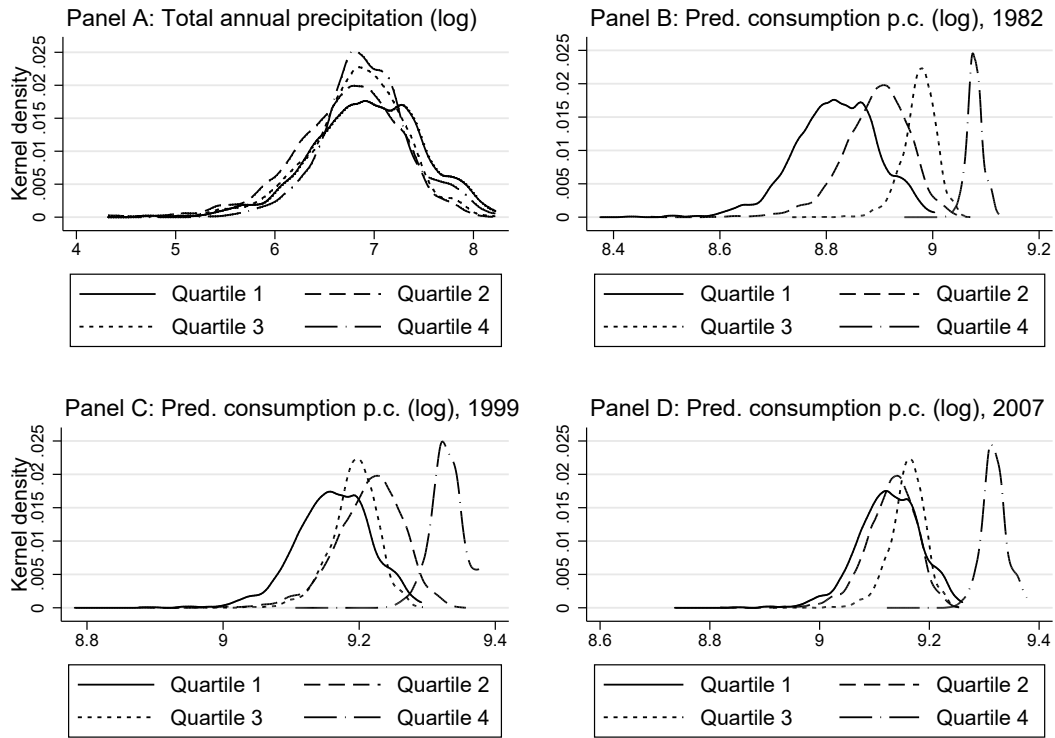 Panel A: Total annual precipitation (log)
Kernel density
0 .005 .01 .015 .02 .025
4 5 6 7 8
Quartile 1 Quartile 2
Quartile 3 Quartile 4
Panel B: Pred. consumption p.c. (log), 1982
0 .005 .01 .015 .02 .025
8.4 8.6 8.8 9 9.2
Quartile 1 Quartile 2
Quartile 3 Quartile 4
Panel C: Pred. consumption p.c. (log), 1999
Kernel density
0 .005 .01 .015 .02 .025
8.8 9 9.2 9.4
Quartile 1 Quartile 2
Quartile 3 Quartile 4
Panel D: Pred. consumption p.c. (log), 2007
0 .005 .01 .015 .02 .025
8.6 8.8 9 9.2 9.4
Quartile 1 Quartile 2
Quartile 3 Quartile 4